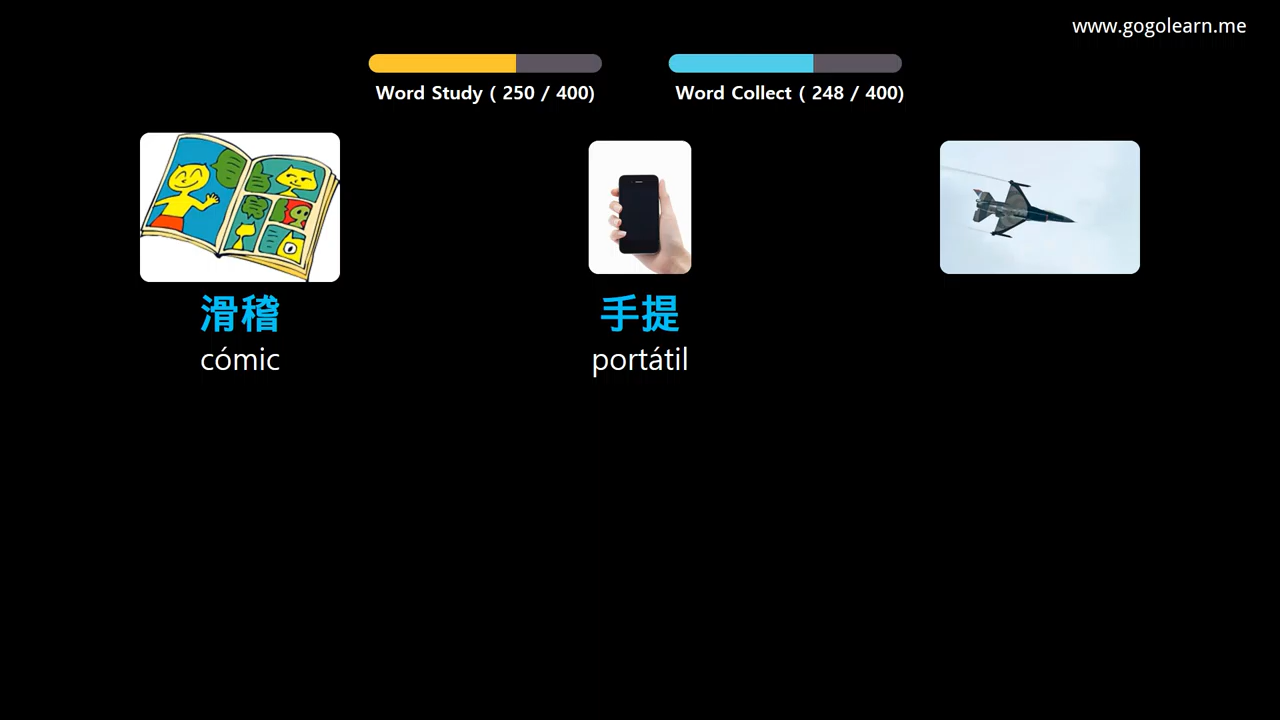 www.gogolearn.me
Word Study ( 250 / 400)
Word Collect ( 248 / 400)
滑稽
cómic
手提
portátil